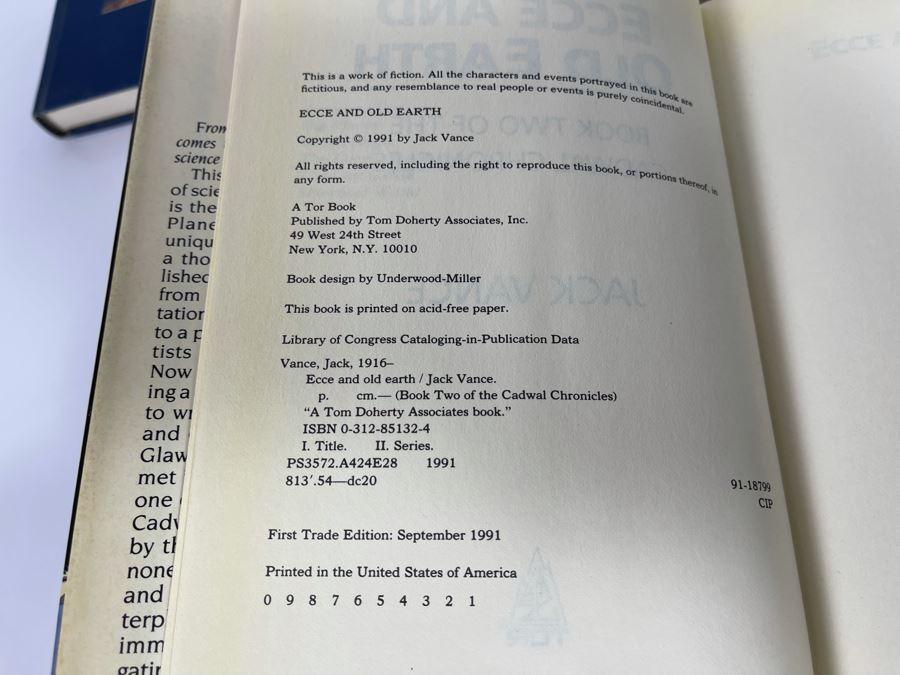 This is a work of fiction. All the characters and events portrayed in this book are
fictitious, and any resemblance to real people or events is purely coincidental.
ECCE AND OLD EARTH
Copyright © 1991 by Jack Vance
All rights reserved, including the right to reproduce this book, or portions thereof, in
any form.
A Tor Book
Published by Tom Doherty Associates, Inc.
49 West 24th Street
New York, N.Y. 10010
Book design by Underwood-Miller
This book is printed on acid-free paper.
Library of Congress Cataloging-in-Publication Data
Vance, Jack, 1916–
Ecce and old earth / Jack Vance.
p. cm.— (Book Two of the Cadwal Chronicles)
"A Tom Doherty Associates book."
ISBN 0-312-85132-4
I. Title. II. Series.
PS3572.A424E28 1991
813'.54—dc20
91-18799
CIP
First Trade Edition: September 1991
Printed in the United States of America
0 9 8 7 6 5 4 3 2 1
From
comes
science
This
of scie
is the
Plane
uniqu
a tho
lished
from
tation
to a p
tists
Now
ing a
to wr
and
Glaw
met
one
Cadw
by th
none
and
terp
imm
gatin